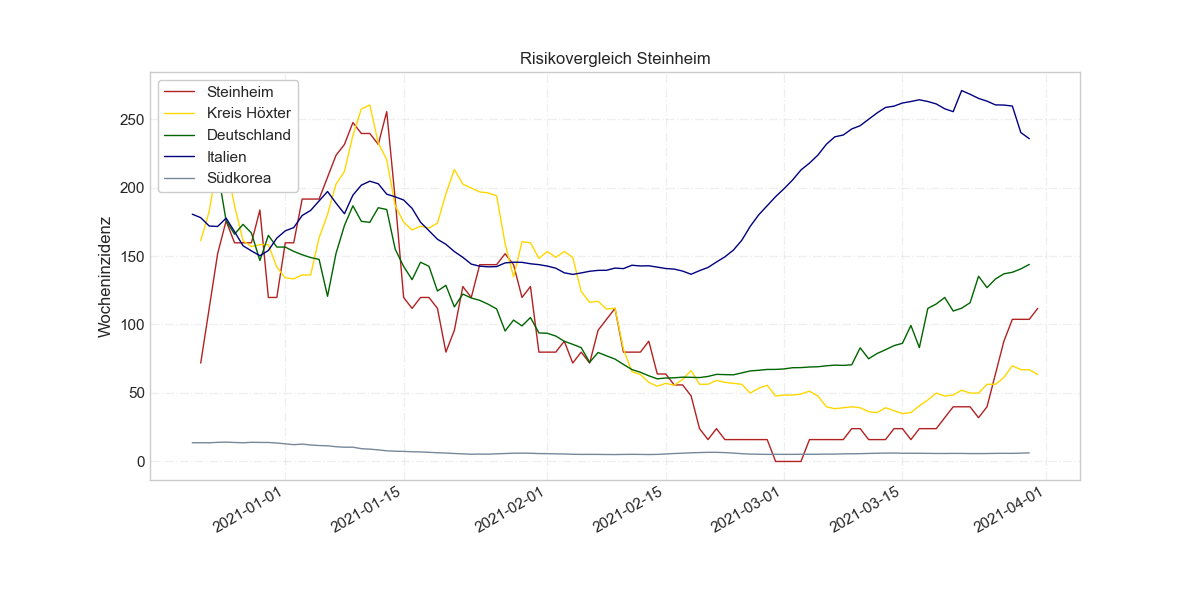 Risikovergleich Steinheim
Steinheim
Kreis Höxter
Deutschland
Italien
Südkorea
Wocheninzidenz
250
200
150
100
50
0
2021-01-01
2021-01-15
2021-02-01
2021-02-15
2021-03-01
2021-03-15
2021-04-01